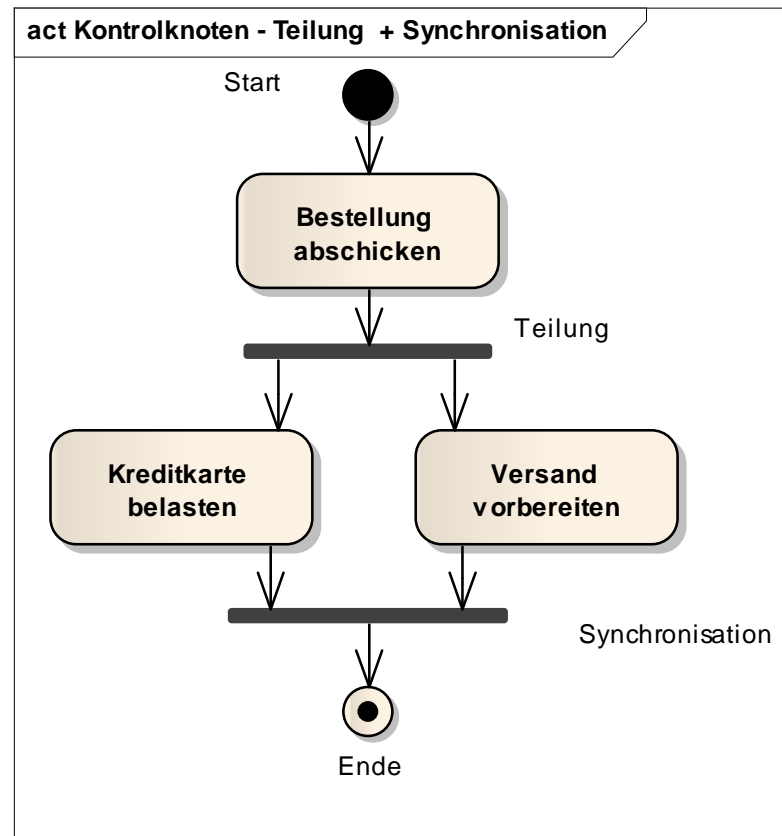 act Kontrolknoten - Teilung + Synchronisation
Start
Bestellung
abschicken
Teilung
Kreditkarte
belasten
Versand
vorbereiten
Synchronisation
Ende